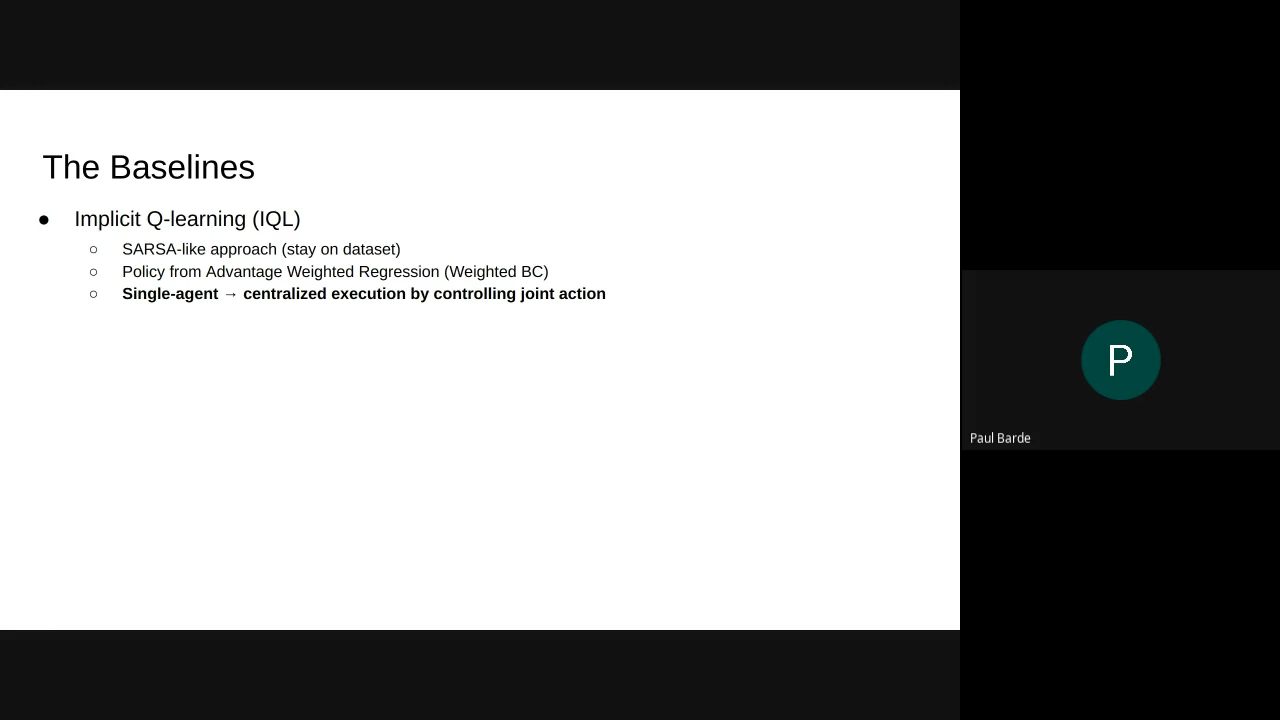 The Baselines
● Implicit Q-learning (IQL)
○ SARSA-like approach (stay on dataset)
○ Policy from Advantage Weighted Regression (Weighted BC)
○ Single-agent → centralized execution by controlling joint action
P
Paul Barde